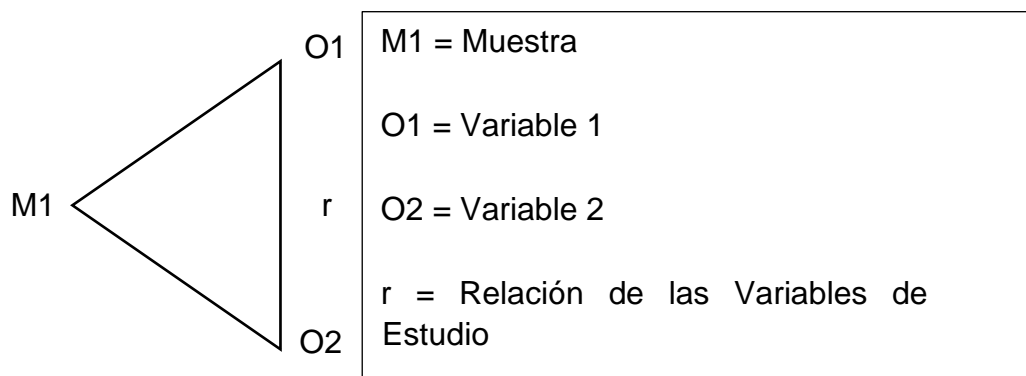 O1
M1
r
O2
M1 = Muestra
O1 = Variable 1
O2 = Variable 2
r = Relación de las Variables de
Estudio